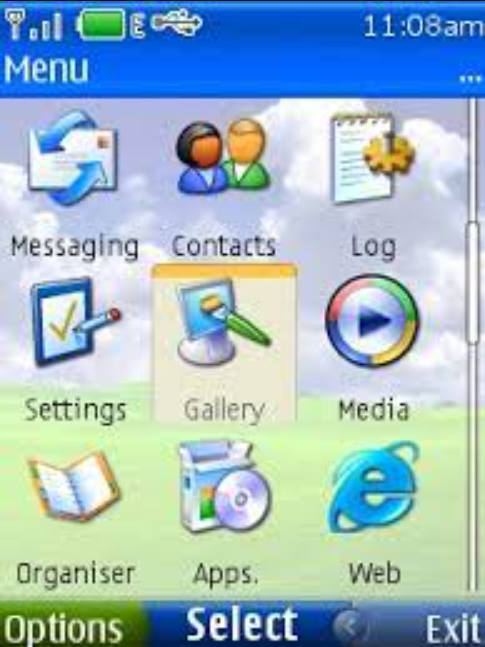 E 11:08am
Menu ...
Messaging Contacts Log
Settings Gallery Media
Organiser Apps. Web
Options Select Exit